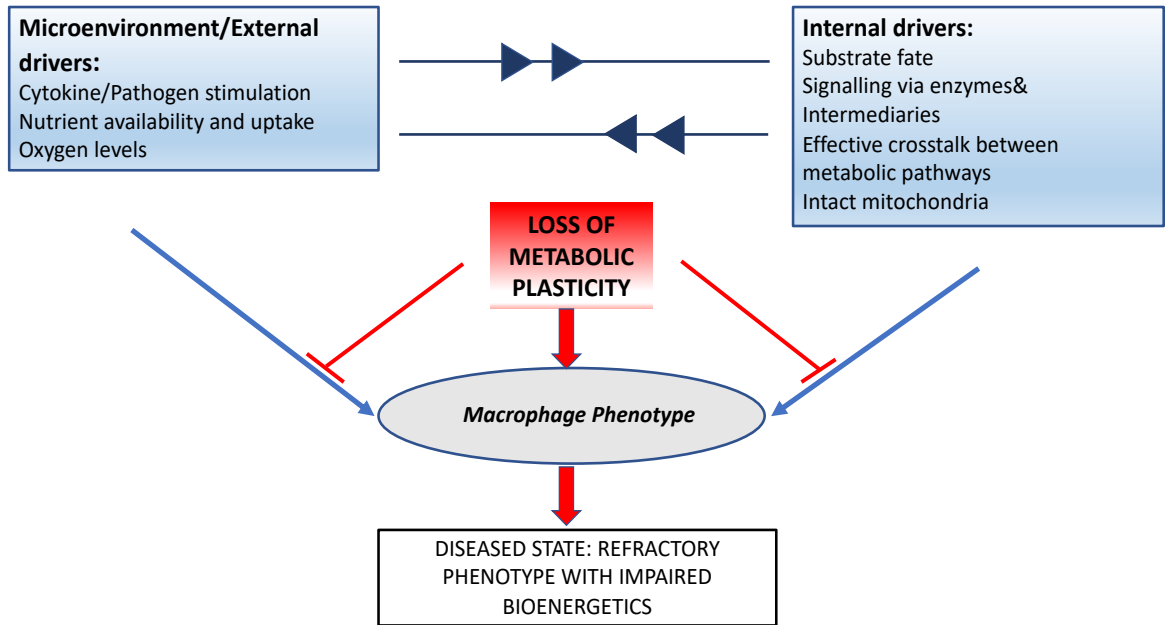 Microenvironment/External
drivers:
Cytokine/Pathogen stimulation
Nutrient availability and uptake
Oxygen levels
Internal drivers:
Substrate fate
Signalling via enzymes&
Intermediaries
Effective crosstalk between
metabolic pathways
Intact mitochondria
LOSS OF
METABOLIC
PLASTICITY
Macrophage Phenotype
DISEASED STATE: REFRACTORY
PHENOTYPE WITH IMPAIRED
BIOENERGETICS